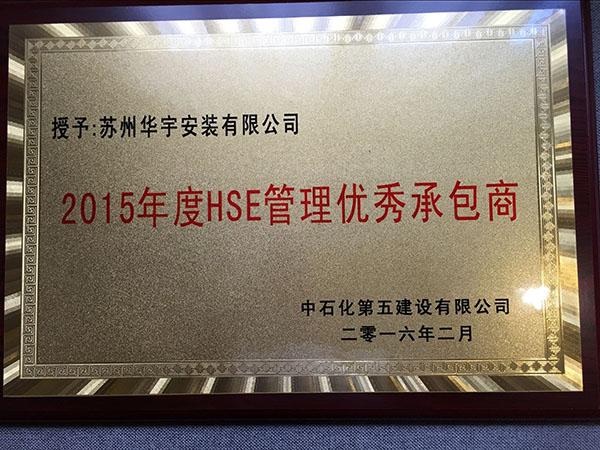 授予:苏州华宇安装有限公司
2015年度HSE管理优秀承包商
中石化第五建设有限公司
二零一六年二月